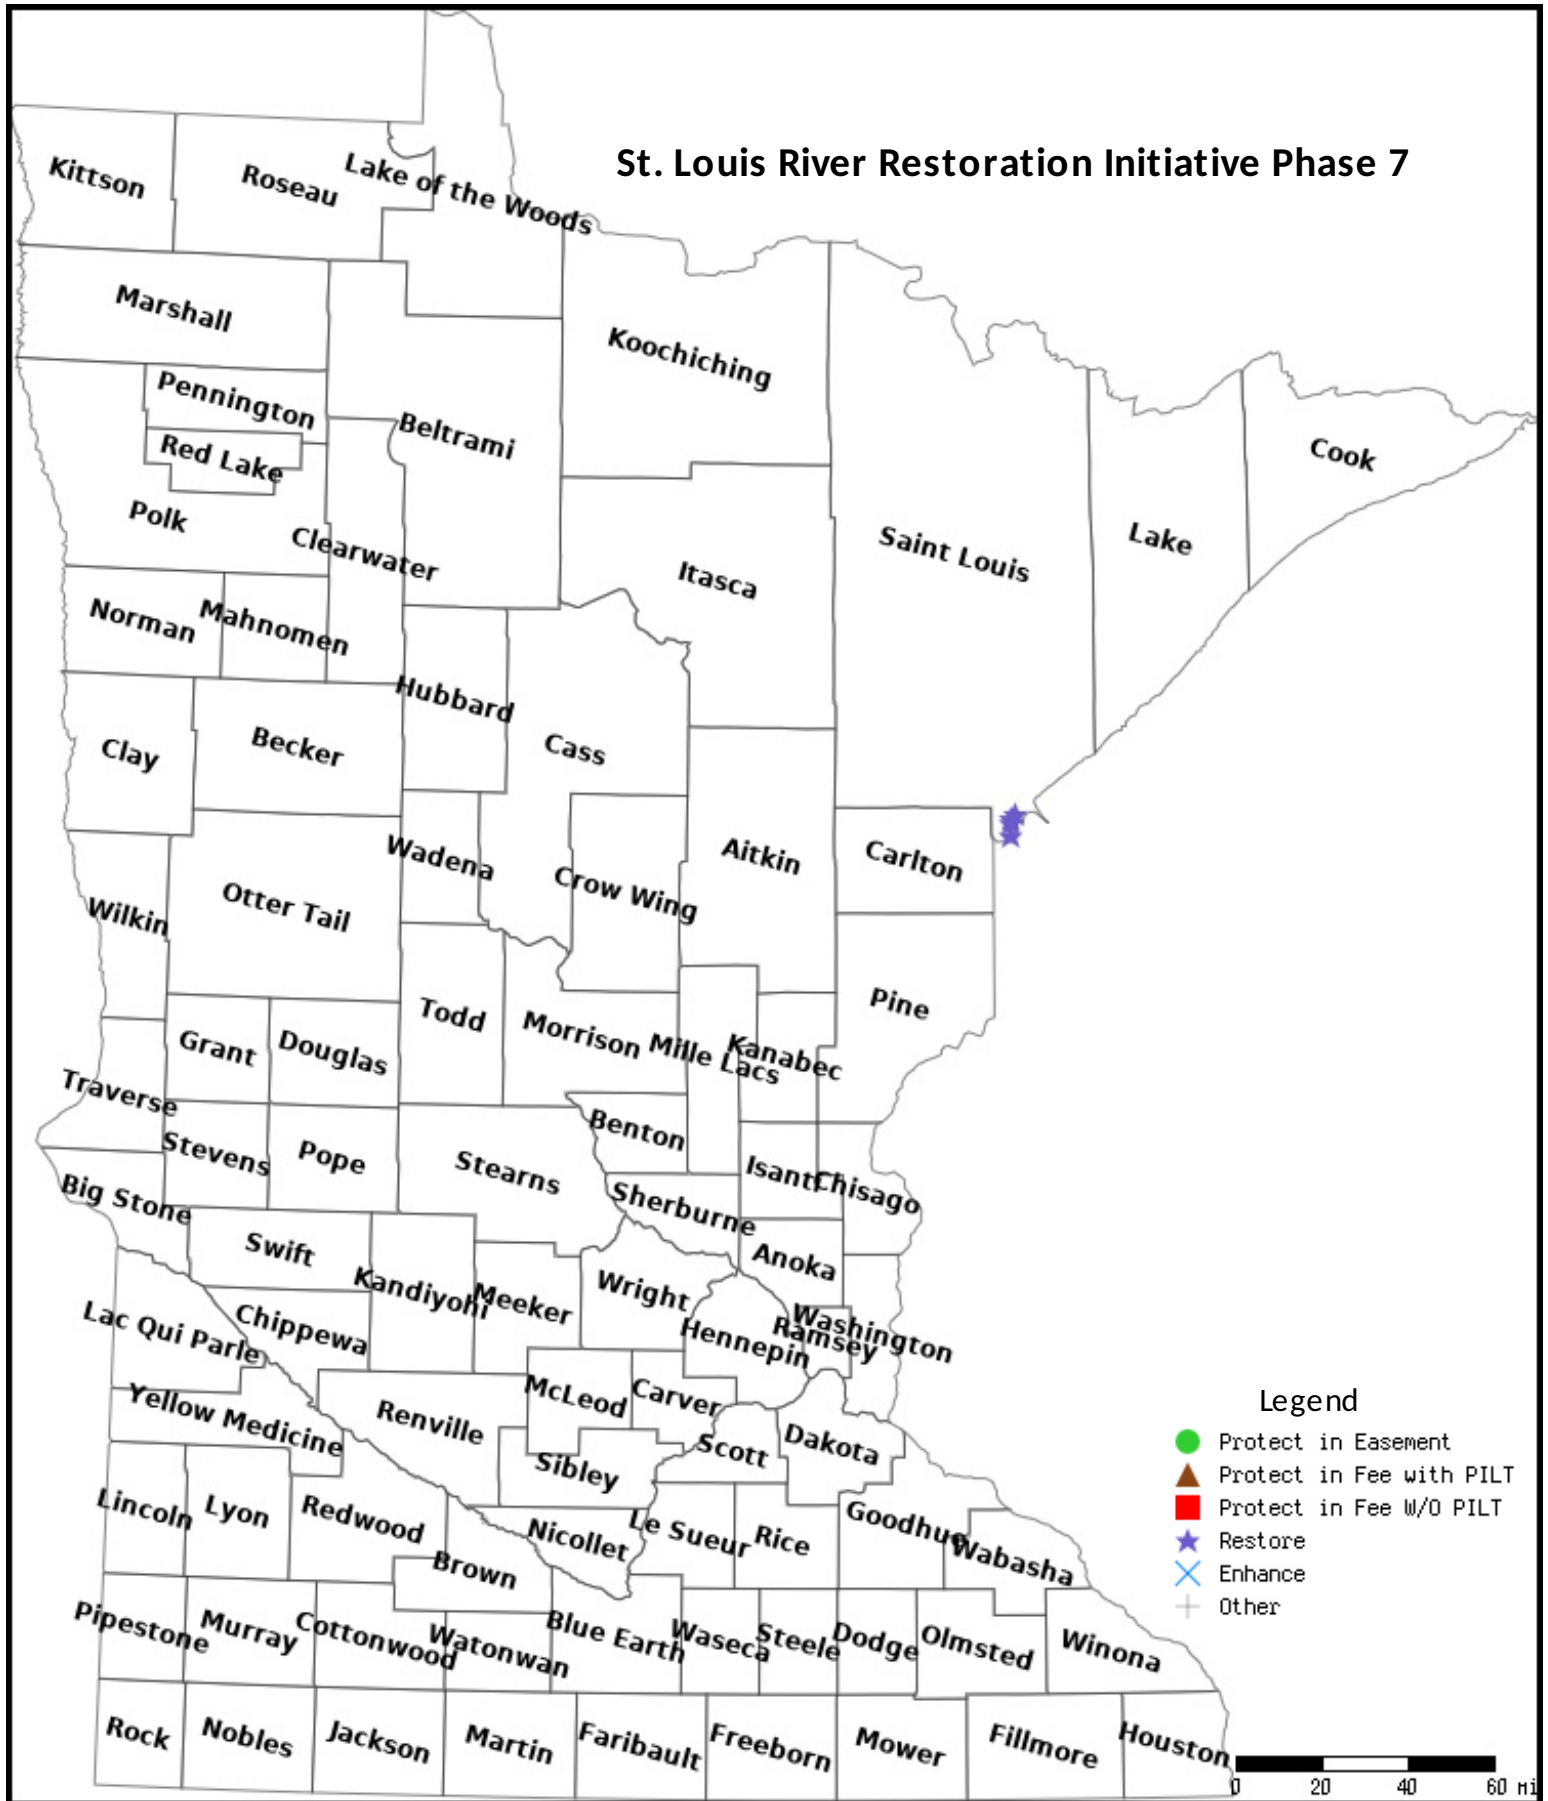 St. Louis River Restoration Initiative Phase 7
Kittson
Roseau
Lake of the Woods
Marshall
Koochiching
Pennington
Beltrami
Red Lake
Cook
Polk
Clearwater
Saint Louis
Lake
Itasca
Norman
Mahnomen
Hubbard
Clay
Becker
Cass
Wadena
Aitkin
Carlton
Crow Wing
Otter Tail
Wilkin
Pine
Todd
Morrison
Mille Lacs
Kanabec
Grant
Douglas
Traverse
Benton
Stevens
Pope
Stearns
Isanti
Chisago
Big Stone
Sherburne
Swift
Anoka
Kandiyohi
Meeker
Wright
Lac Qui Parle
Chippewa
Hennepin
Ramsey
Washington
McLeod
Carver
Yellow Medicine
Renville
Scott
Dakota
Sibley
Lincoln
Lyon
Redwood
Nicollet
Le Sueur
Rice
Goodhue
Wabasha
Brown
Pipestone
Murray
Cottonwood
Watonwan
Blue Earth
Waseca
Steele
Dodge
Olmsted
Winona
Rock
Nobles
Jackson
Martin
Faribault
Freeborn
Mower
Fillmore
Houston
Legend
Protect in Easement
Protect in Fee with PILT
Protect in Fee W/O PILT
Restore
Enhance
Other
0 20 40 60 mi